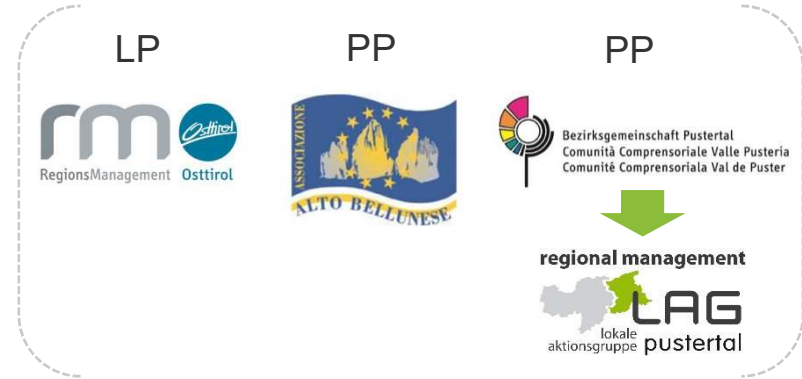 LP
PP
PP
rm
Osttirol
RegionsManagement Osttirol
ASSOCIAZIONE
ALTO BELLUNESE
Bezirksgemeinschaft Pustertal
Comunità Comprensoriale Valle Pusteria
Comunité Comprensoriala Val de Puster
regional management
LAG
lokale
aktionsgruppe pustertal